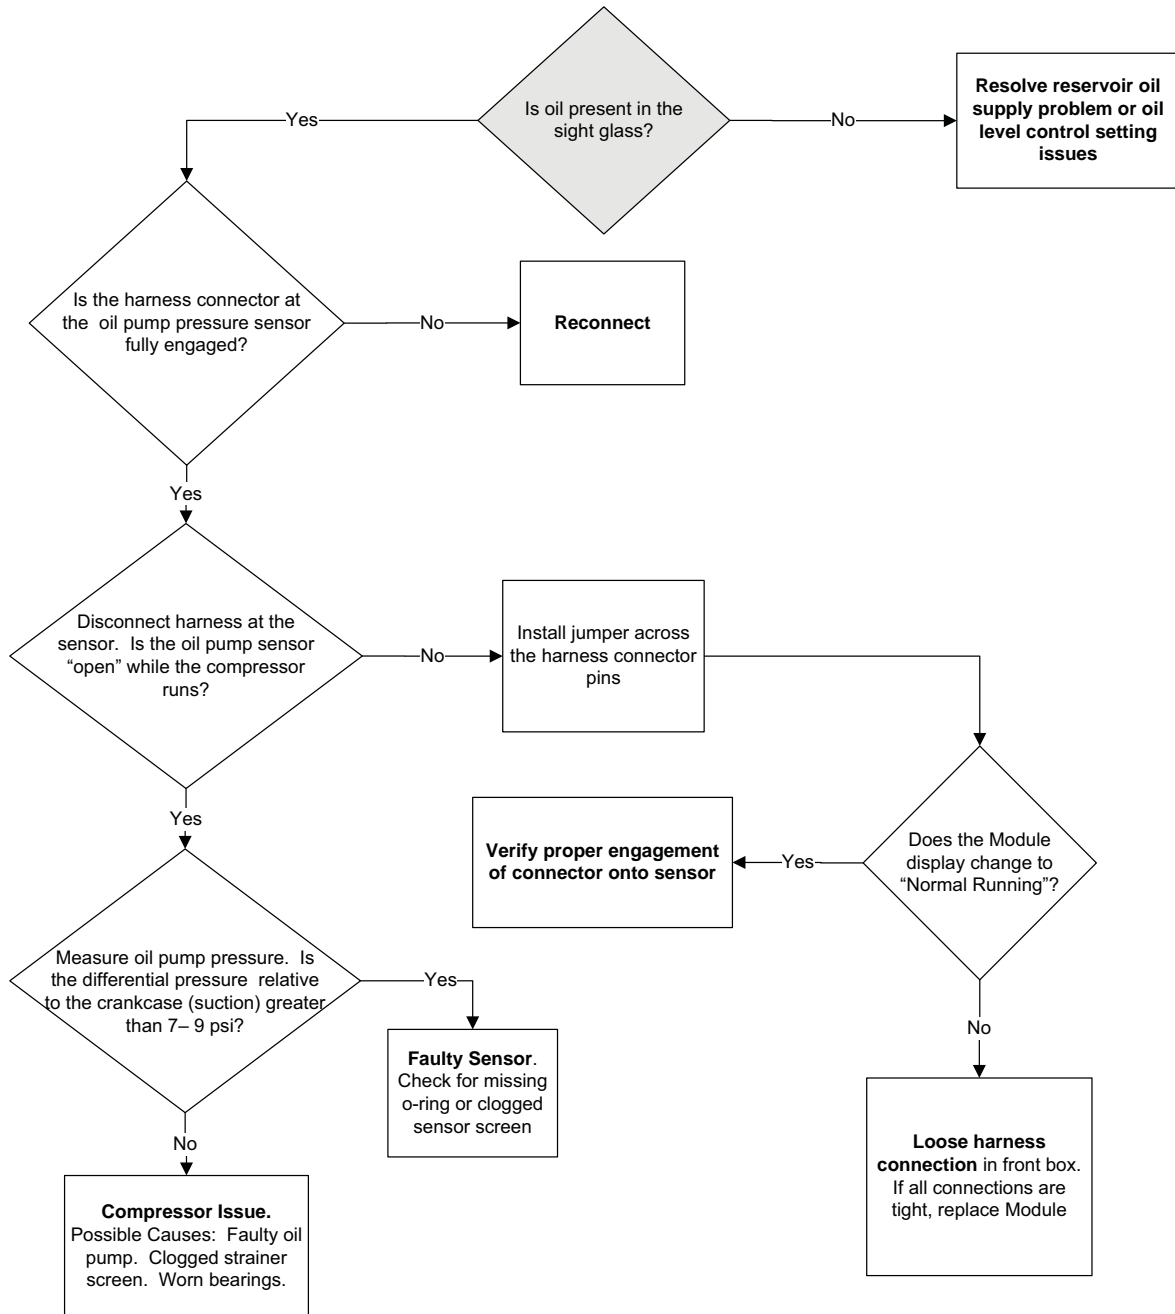 Is oil present in the
sight glass?
Yes
No
Resolve reservoir oil
supply problem or oil
level control setting
issues
Is the harness connector at
the oil pump pressure sensor
fully engaged?
No
Reconnect
Yes
Disconnect harness at the
sensor. Is the oil pump sensor
“open” while the compressor
runs?
No
Install jumper across
the harness connector
pins
Yes
Does the Module
display change to
“Normal Running”?
Yes
Verify proper engagement
of connector onto sensor
No
Loose harness
connection in front box.
If all connections are
tight, replace Module
Measure oil pump pressure. Is
the differential pressure relative
to the crankcase (suction) greater
than 7– 9 psi?
Yes
Faulty Sensor.
Check for missing
o-ring or clogged
sensor screen
No
Compressor Issue.
Possible Causes: Faulty oil
pump. Clogged strainer
screen. Worn bearings.